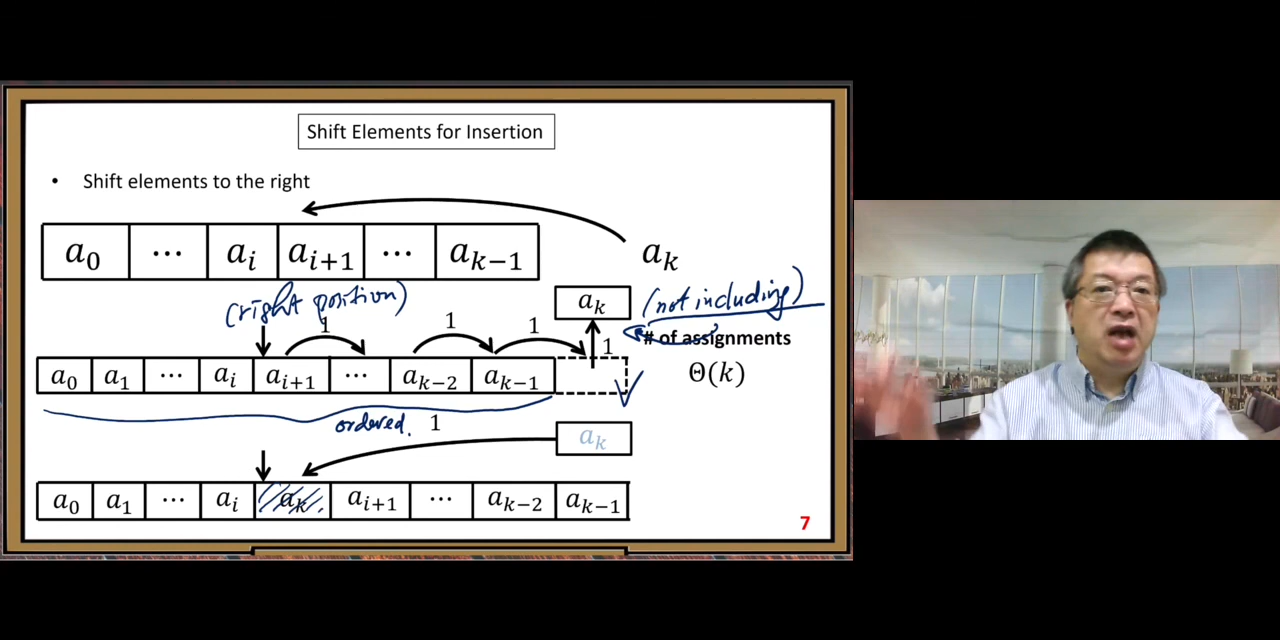 Shift Elements for Insertion
• Shift elements to the right
a₀ ⋯ aᵢ aᵢ₊₁ ⋯ aₖ₋₁ aₖ
(right position) aₖ (not including)
1 1 1 1 # of assignments
a₀ a₁ ⋯ aᵢ aᵢ₊₁ ⋯ aₖ₋₂ aₖ₋₁ Θ(k)
ordered. 1 aₖ
a₀ a₁ ⋯ aᵢ aₖ aᵢ₊₁ ⋯ aₖ₋₂ aₖ₋₁
7